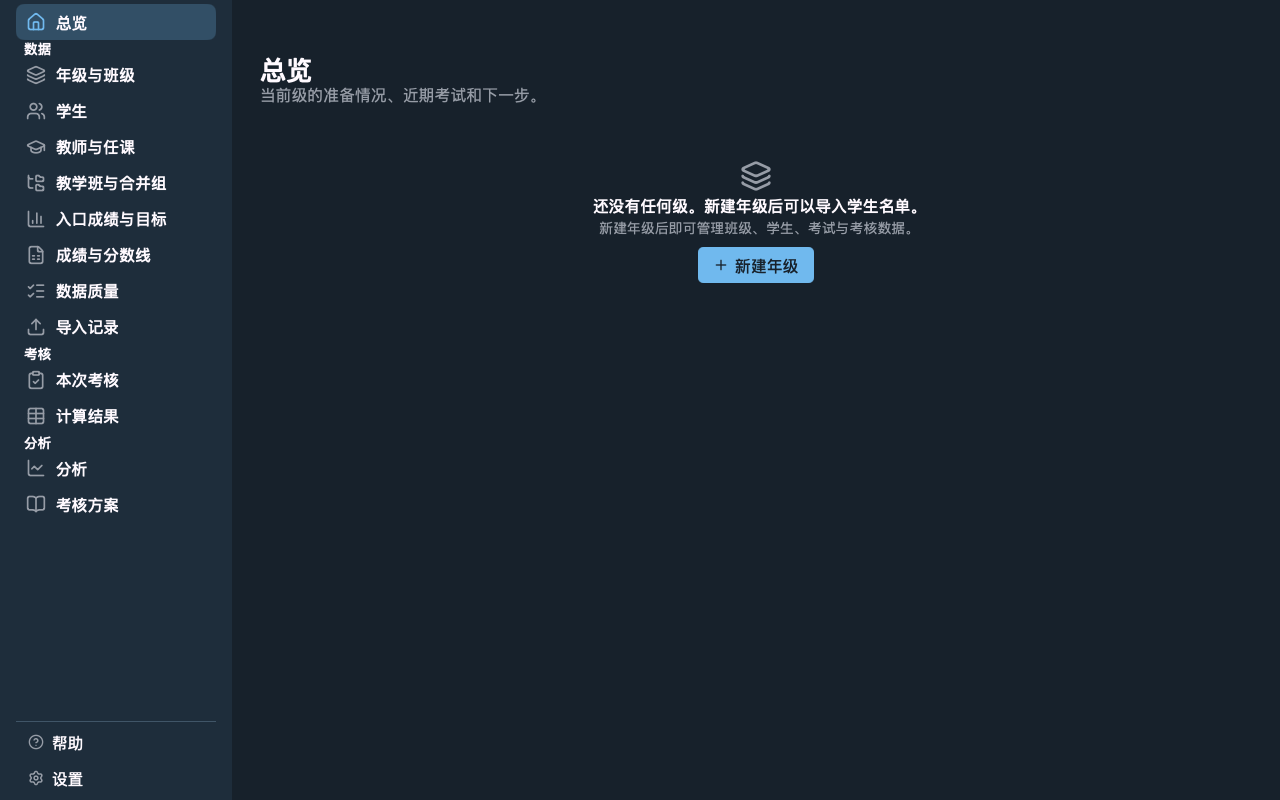 总览
数据
年级与班级
学生
教师与任课
教学班与合并组
入口成绩与目标
成绩与分数线
数据质量
导入记录
考核
本次考核
计算结果
分析
分析
考核方案
帮助
设置
总览
当前级的准备情况、近期考试和下一步。
还没有任何级。新建年级后可以导入学生名单。
新建年级后即可管理班级、学生、考试与考核数据。
新建年级